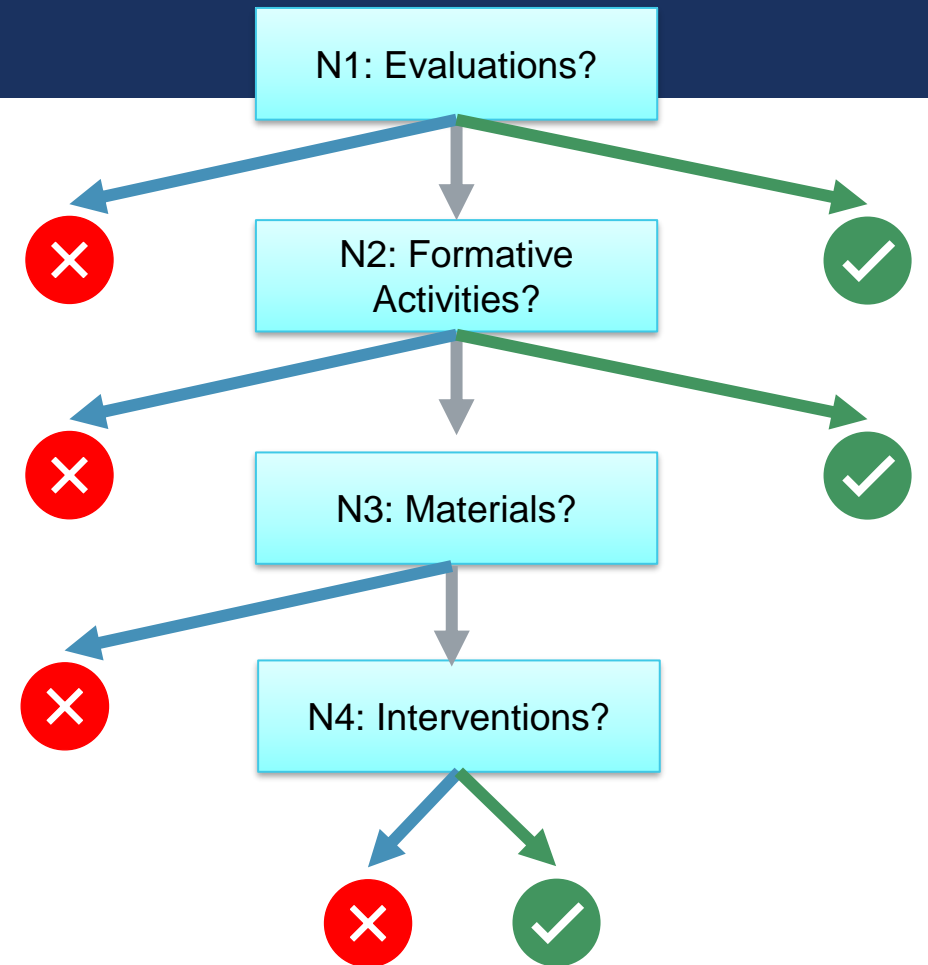 N1: Evaluations?
N2: Formative
Activities?
N3: Materials?
N4: Interventions?